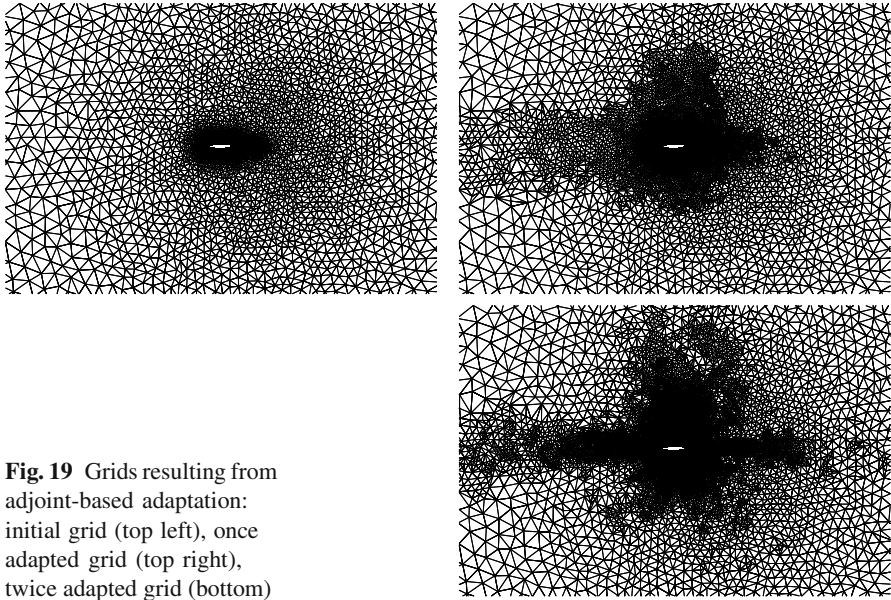 Fig. 19 Grids resulting from
adjoint-based adaptation:
initial grid (top left), once
adapted grid (top right),
twice adapted grid (bottom)